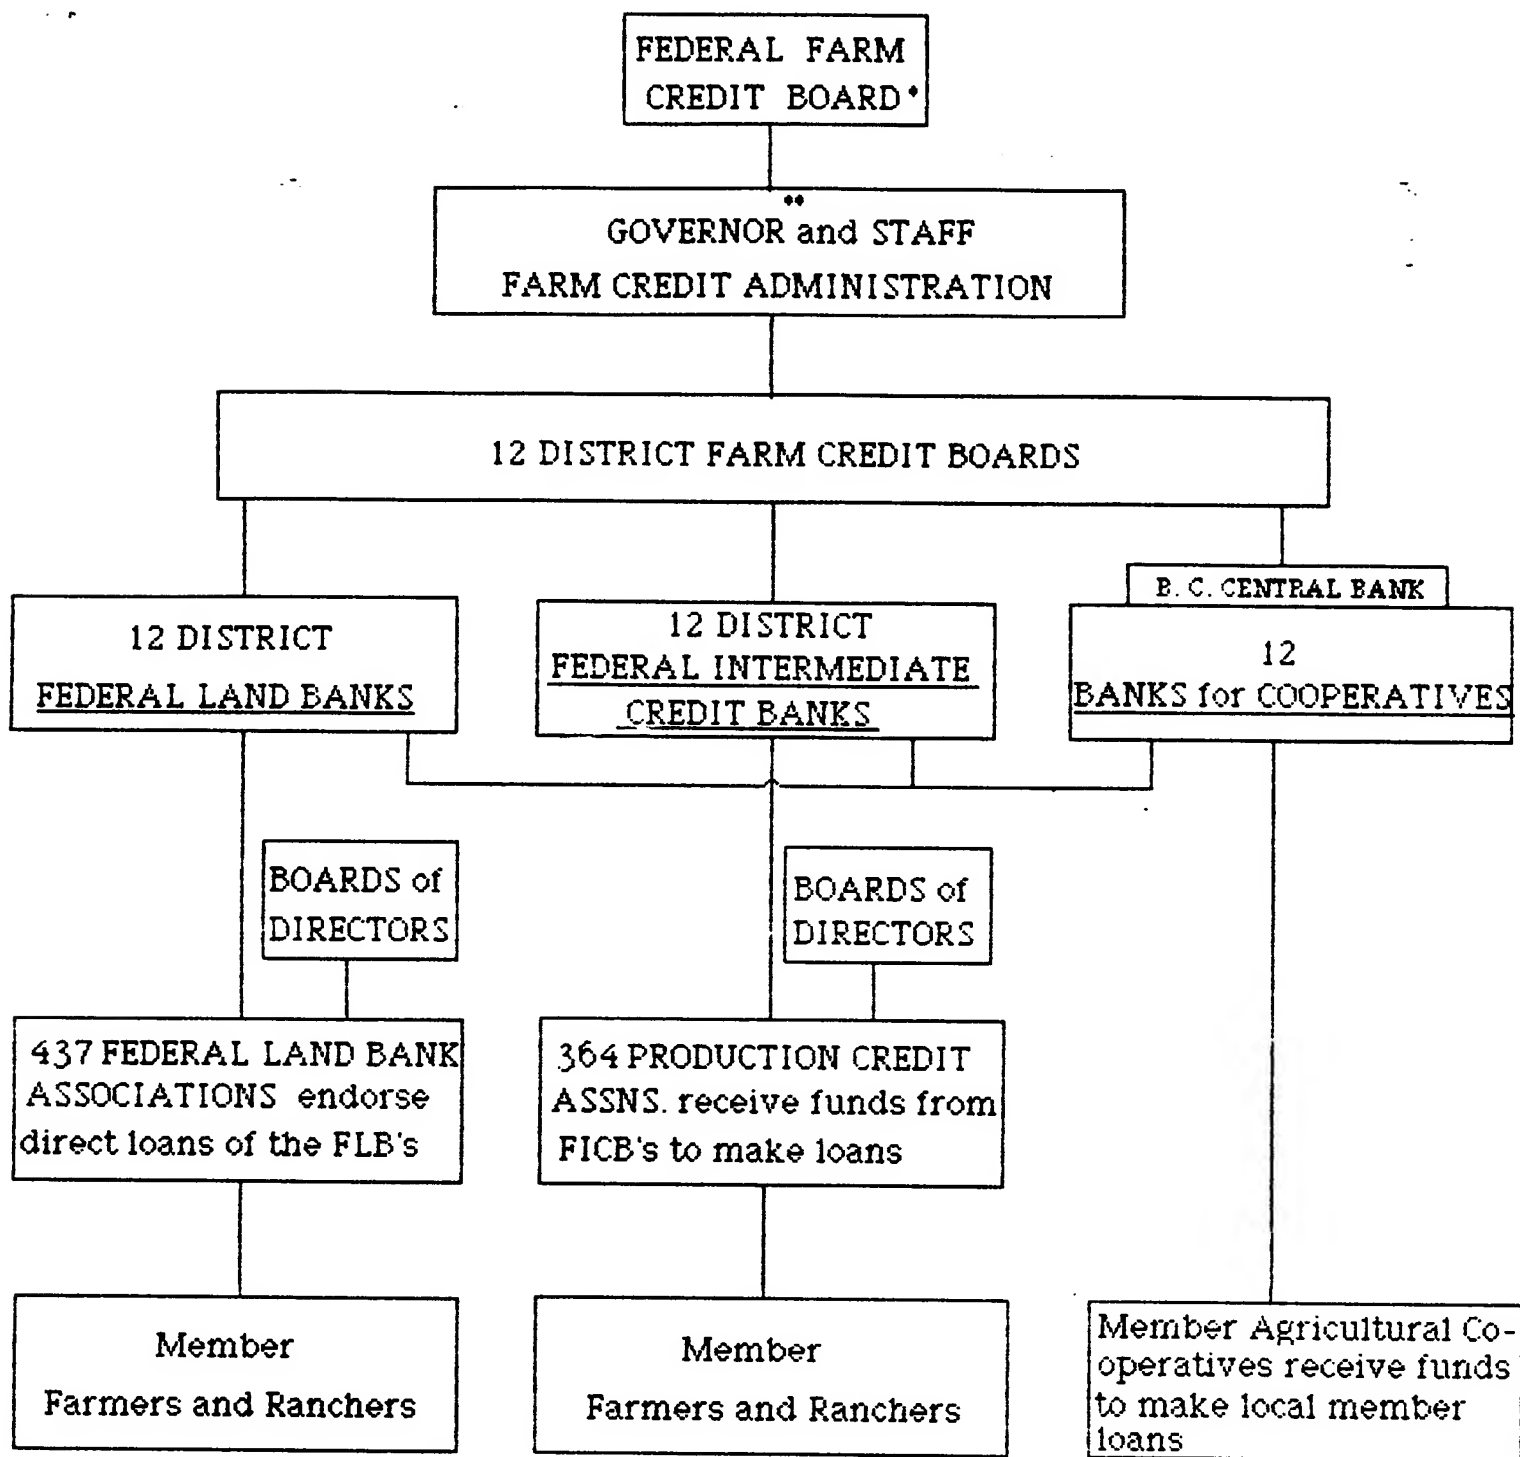 FEDERAL FARM
CREDIT BOARD*
**
GOVERNOR and STAFF
FARM CREDIT ADMINISTRATION
12 DISTRICT FARM CREDIT BOARDS
12 DISTRICT
FEDERAL LAND BANKS
12 DISTRICT
FEDERAL INTERMEDIATE
CREDIT BANKS
B. C. CENTRAL BANK
12
BANKS for COOPERATIVES
BOARDS of
DIRECTORS
BOARDS of
DIRECTORS
437 FEDERAL LAND BANK
ASSOCIATIONS endorse
direct loans of the FLB's
364 PRODUCTION CREDIT
ASSNS. receive funds from
FICB's to make loans
Member
Farmers and Ranchers
Member
Farmers and Ranchers
Member Agricultural Co-
operatives receive funds
to make local member
loans